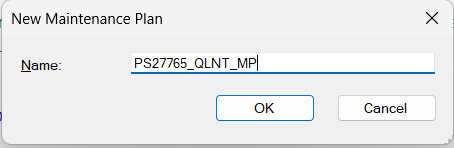 New Maintenance Plan
Name:
PS27765_QLNT_MP
OK
Cancel